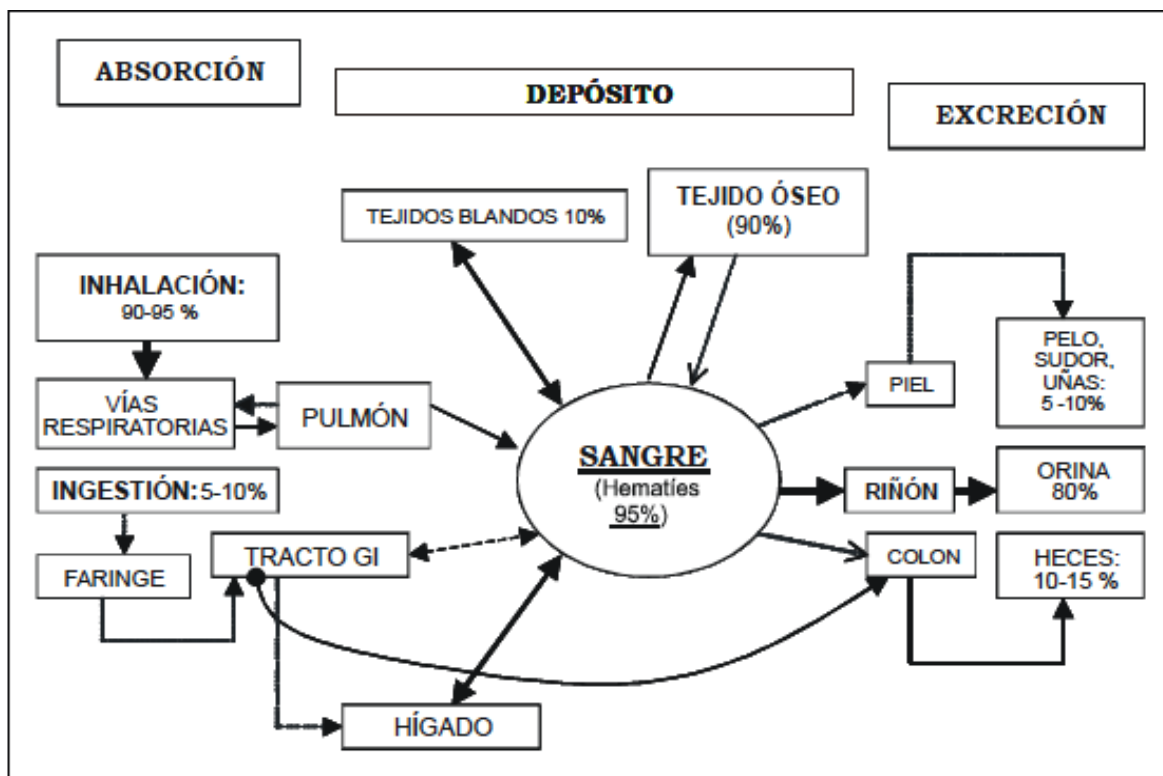 ABSORCIÓN
DEPÓSITO
EXCRECIÓN
TEJIDOS BLANDOS 10%
TEJIDO ÓSEO
(90%)
INHALACIÓN:
90-95 %
VÍAS
RESPIRATORIAS
PULMÓN
INGESTIÓN: 5-10%
FARINGE
TRACTO GI
HÍGADO
SANGRE
(Hematíes
95%)
PIEL
PELO,
SUDOR,
UÑAS:
5 -10%
RIÑÓN
ORINA
80%
COLON
HECES:
10-15 %